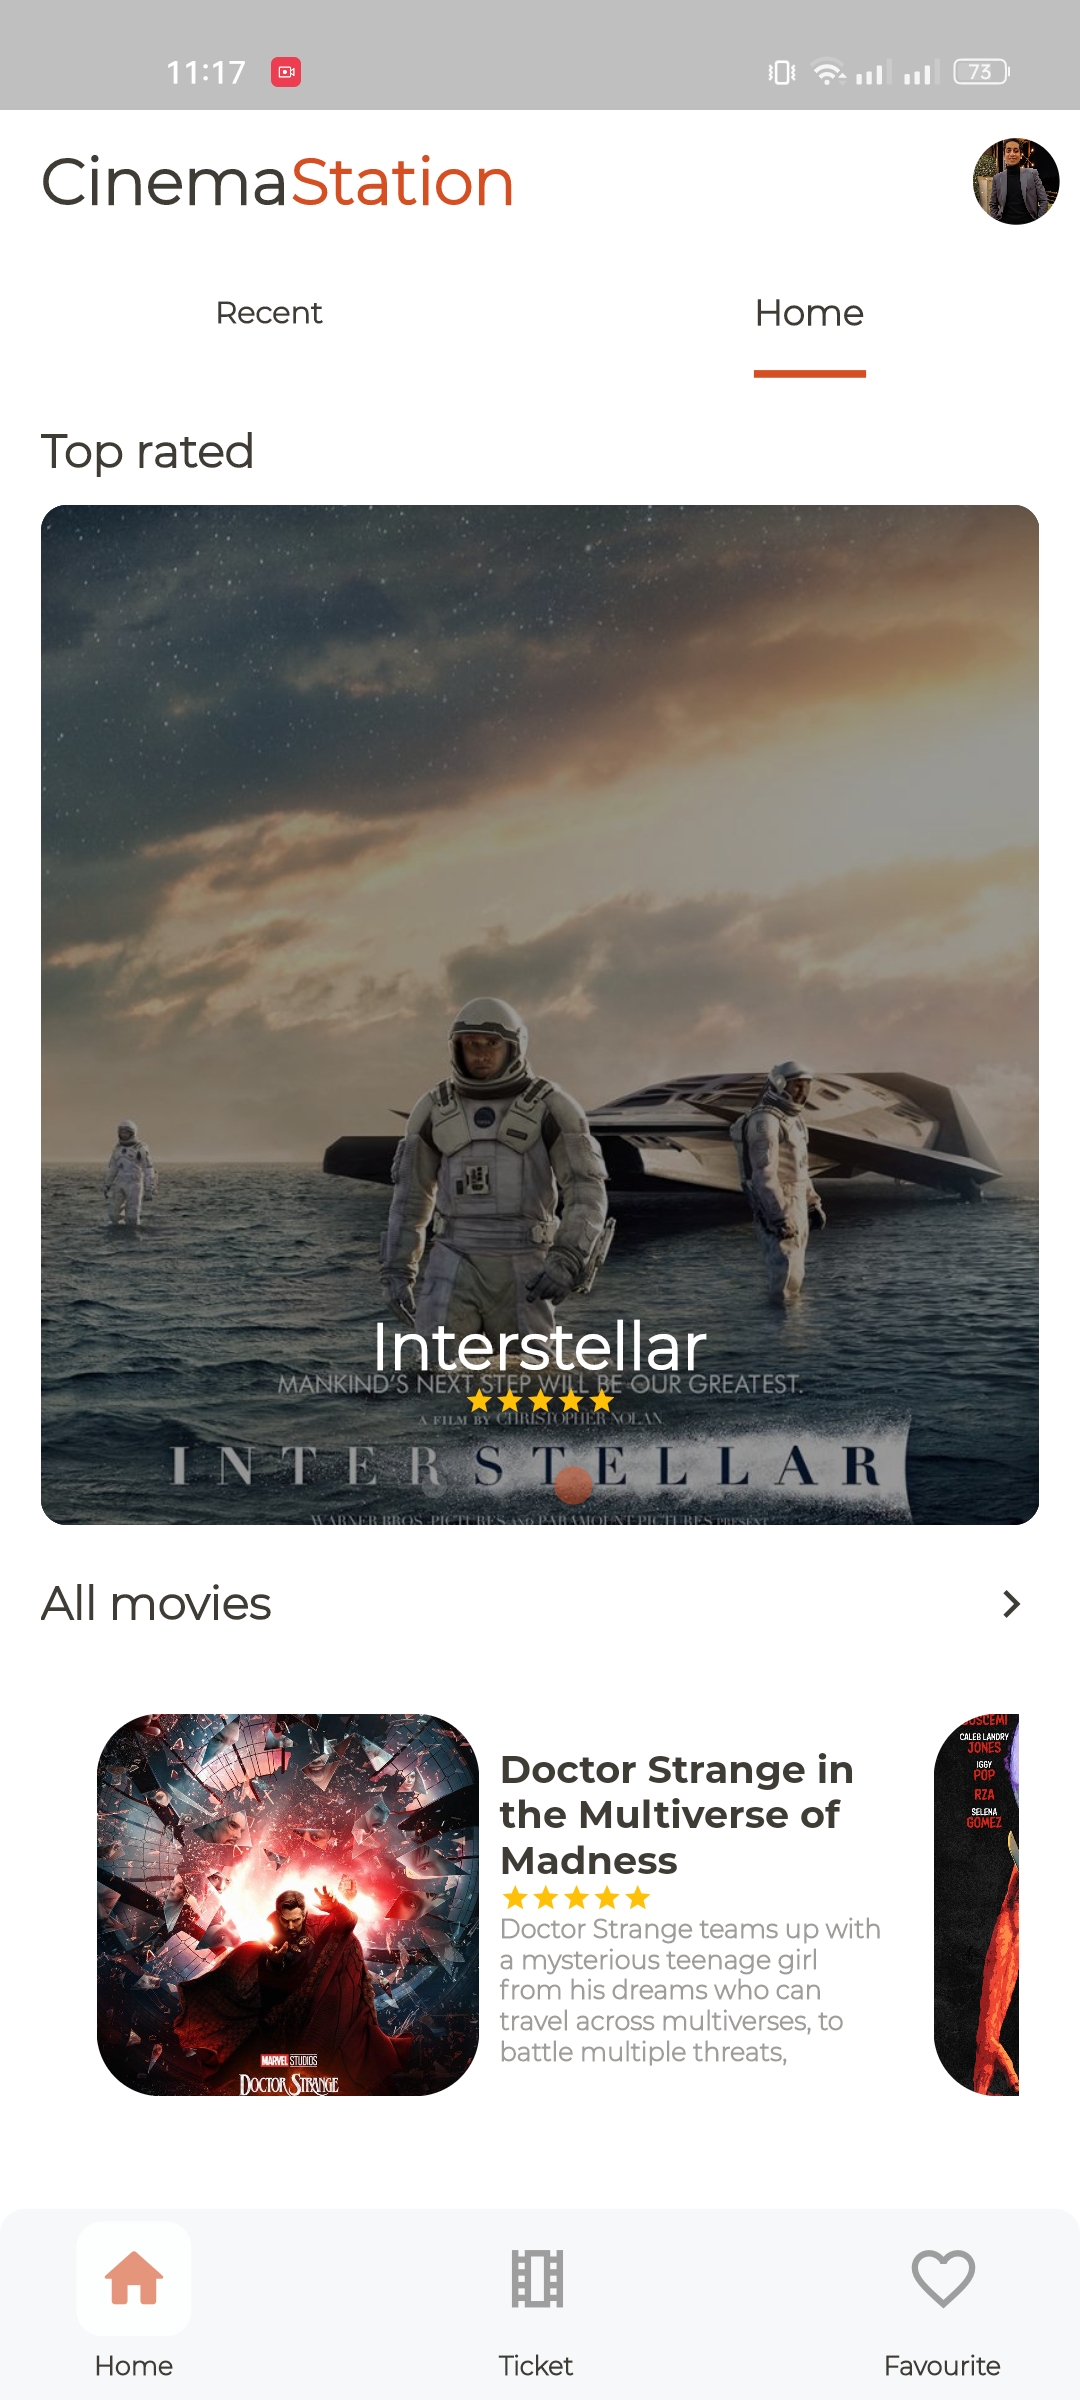 11:17
73
CinemaStation
Recent
Home
Top rated
Interstellar
MANKIND'S NEXT STEP WILL BE OUR GREATEST.
A FILM BY CHRISTOPHER NOLAN
INTERSTELLAR
WARNER BROS. PICTURES AND PARAMOUNT PICTURES PRESENT
All movies
Doctor Strange in
the Multiverse of
Madness
Doctor Strange teams up with
a mysterious teenage girl
from his dreams who can
travel across multiverses, to
battle multiple threats,
MARVEL STUDIOS
DOCTOR STRANGE
BUSCEMI
CALEB LANDRY
JONES
IGGY
POP
RZA
SELENA
GOMEZ
Home
Ticket
Favourite